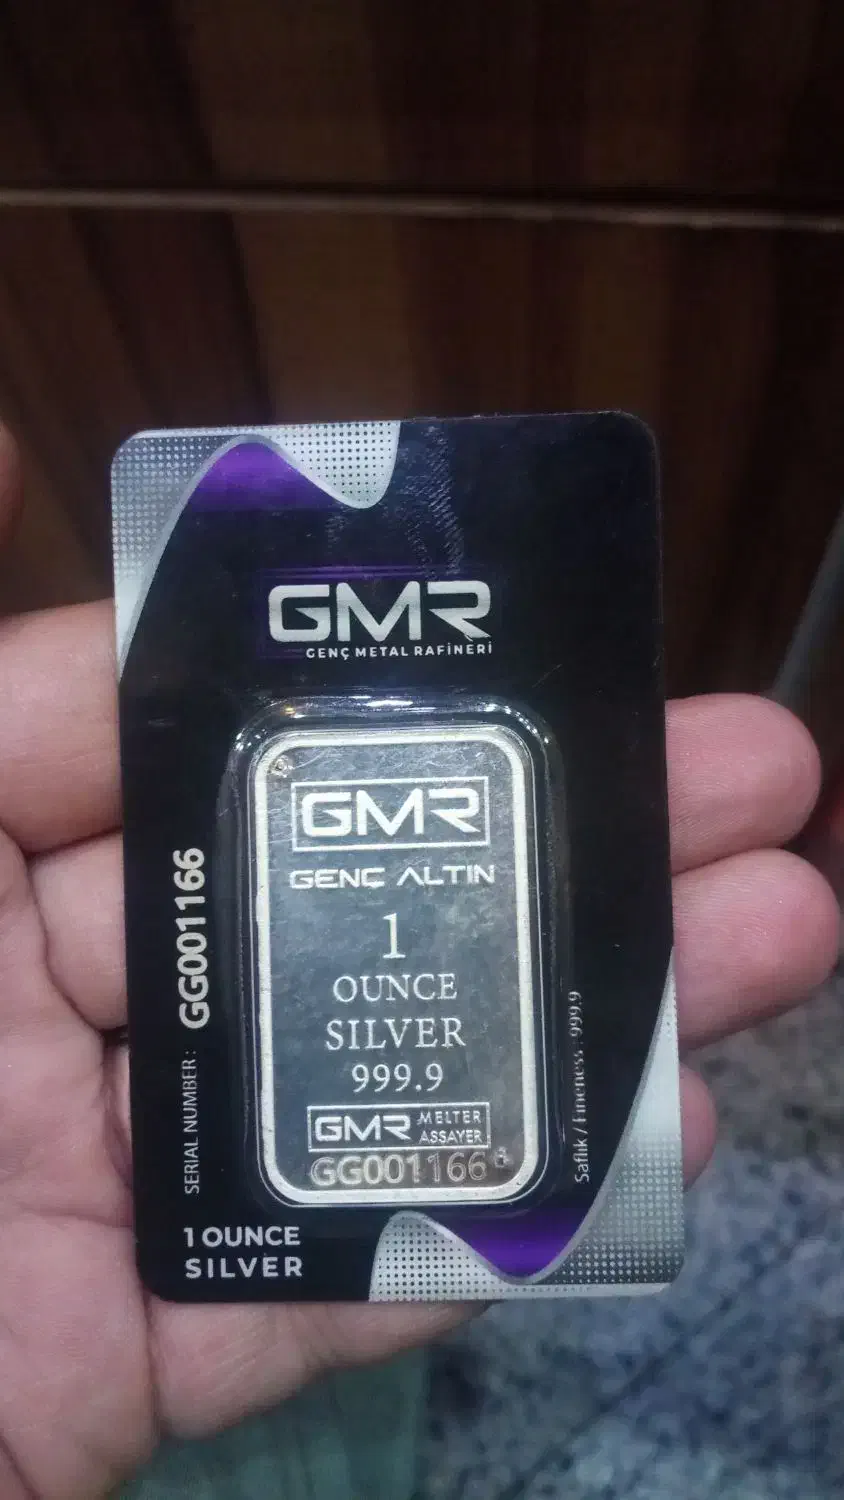 GMR
GENÇ METAL RAFİNERİ
GMR
GENÇ ALTIN
1
OUNCE
SILVER
999.9
GMR MELTER
ASSAYER
GG001166
SERIAL NUMBER: GG001166
Saflık / Fineness : 999.9
1 OUNCE
SILVER